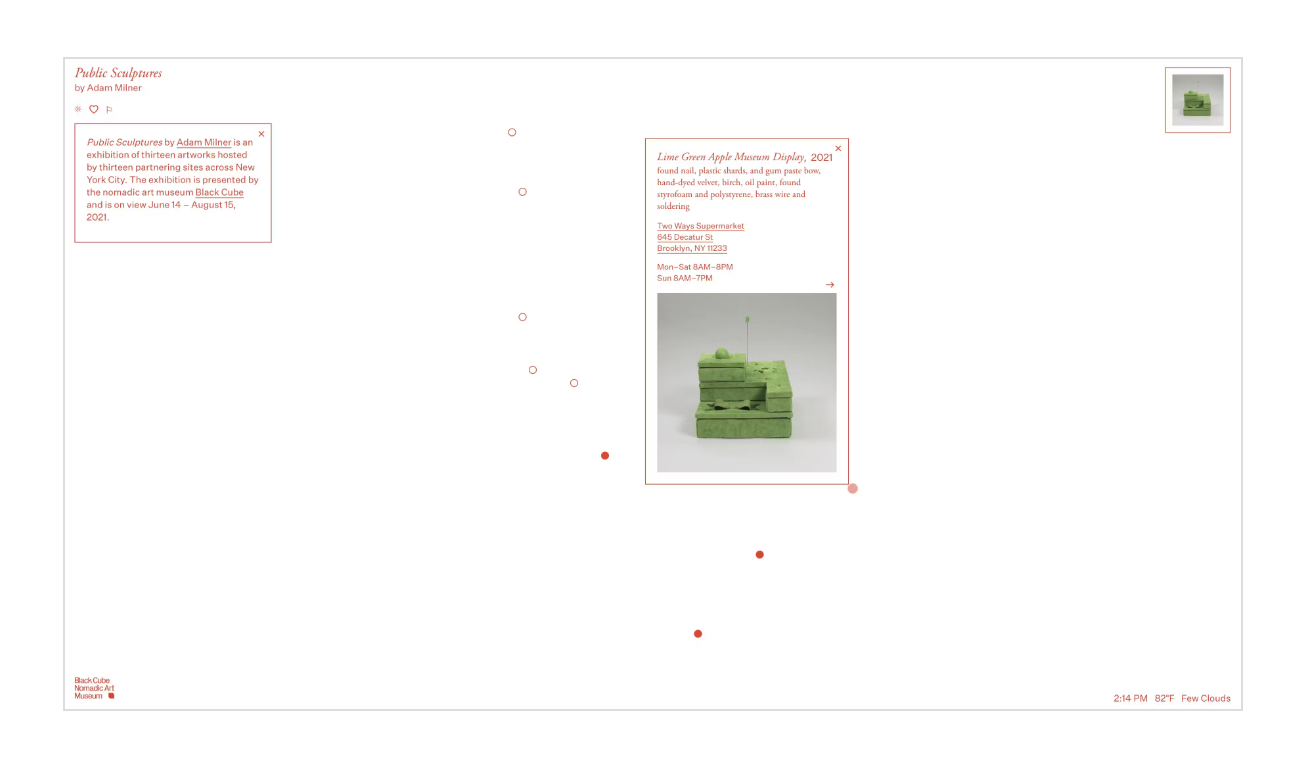 Public Sculptures
by Adam Milner
Public Sculptures by Adam Milner is an
exhibition of thirteen artworks hosted
by thirteen partnering sites across New
York City. The exhibition is presented by
the nomadic art museum Black Cube
and is on view June 14 – August 15,
2021.
Lime Green Apple Museum Display, 2021
found nail, plastic shards, and gum paste bow,
hand-dyed velvet, birch, oil paint, found
styrofoam and polystyrene, brass wire and
soldering
Two Ways Supermarket
645 Decatur St
Brooklyn, NY 11233
Mon–Sat 8AM–8PM
Sun 8AM–7PM
Black Cube
Nomadic Art
Museum
2:14 PM 82°F Few Clouds